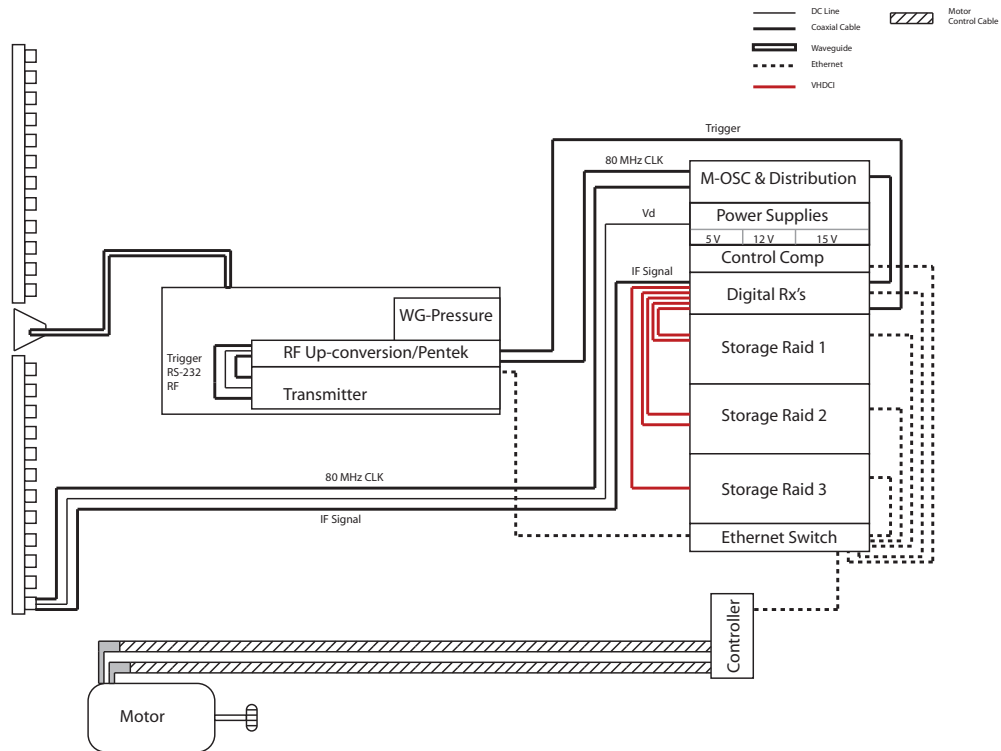 DC Line
Coaxial Cable
Waveguide
Ethernet
VHDCI
Motor
Control Cable
Trigger
80 MHz CLK
Vd
IF Signal
M-OSC & Distribution
Power Supplies
5 V 12 V 15 V
Control Comp
Digital Rx's
Storage Raid 1
Storage Raid 2
Storage Raid 3
Ethernet Switch
WG-Pressure
RF Up-conversion/Pentek
Transmitter
Trigger
RS-232
RF
80 MHz CLK
IF Signal
Controller
Motor